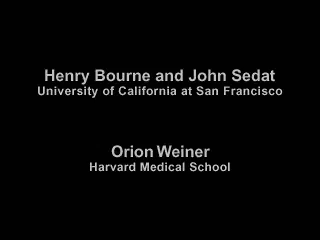 Henry Bourne and John Sedat
University of California at San Francisco
Orion Weiner
Harvard Medical School